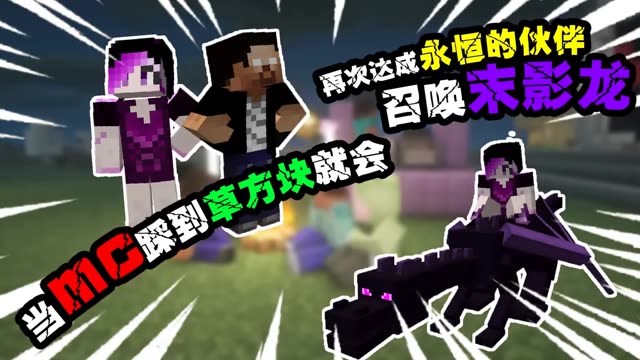 再次达成永恒的伙伴
召唤末影龙
当MC踩到草方块就会